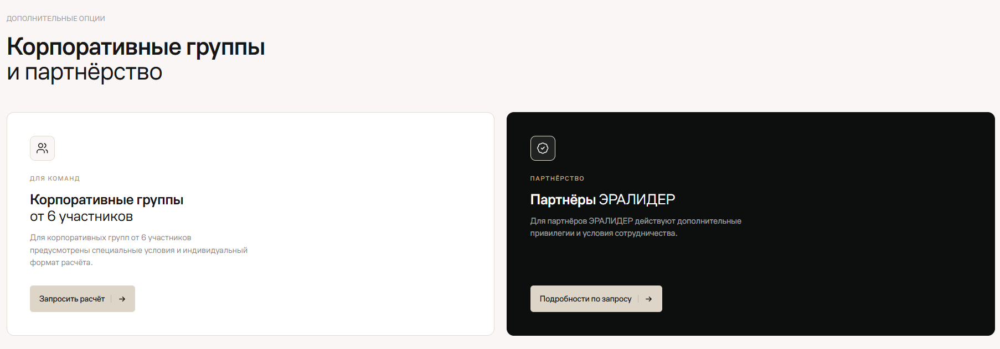 ДОПОЛНИТЕЛЬНЫЕ ОПЦИИ
Корпоративные группы
и партнёрство
ДЛЯ КОМАНД
Корпоративные группы
от 6 участников
Для корпоративных групп от 6 участников
предусмотрены специальные условия и индивидуальный
формат расчёта.
Запросить расчёт
ПАРТНЁРСТВО
Партнёры ЭРАЛИДЕР
Для партнёров ЭРАЛИДЕР действуют дополнительные
привилегии и условия сотрудничества.
Подробности по запросу